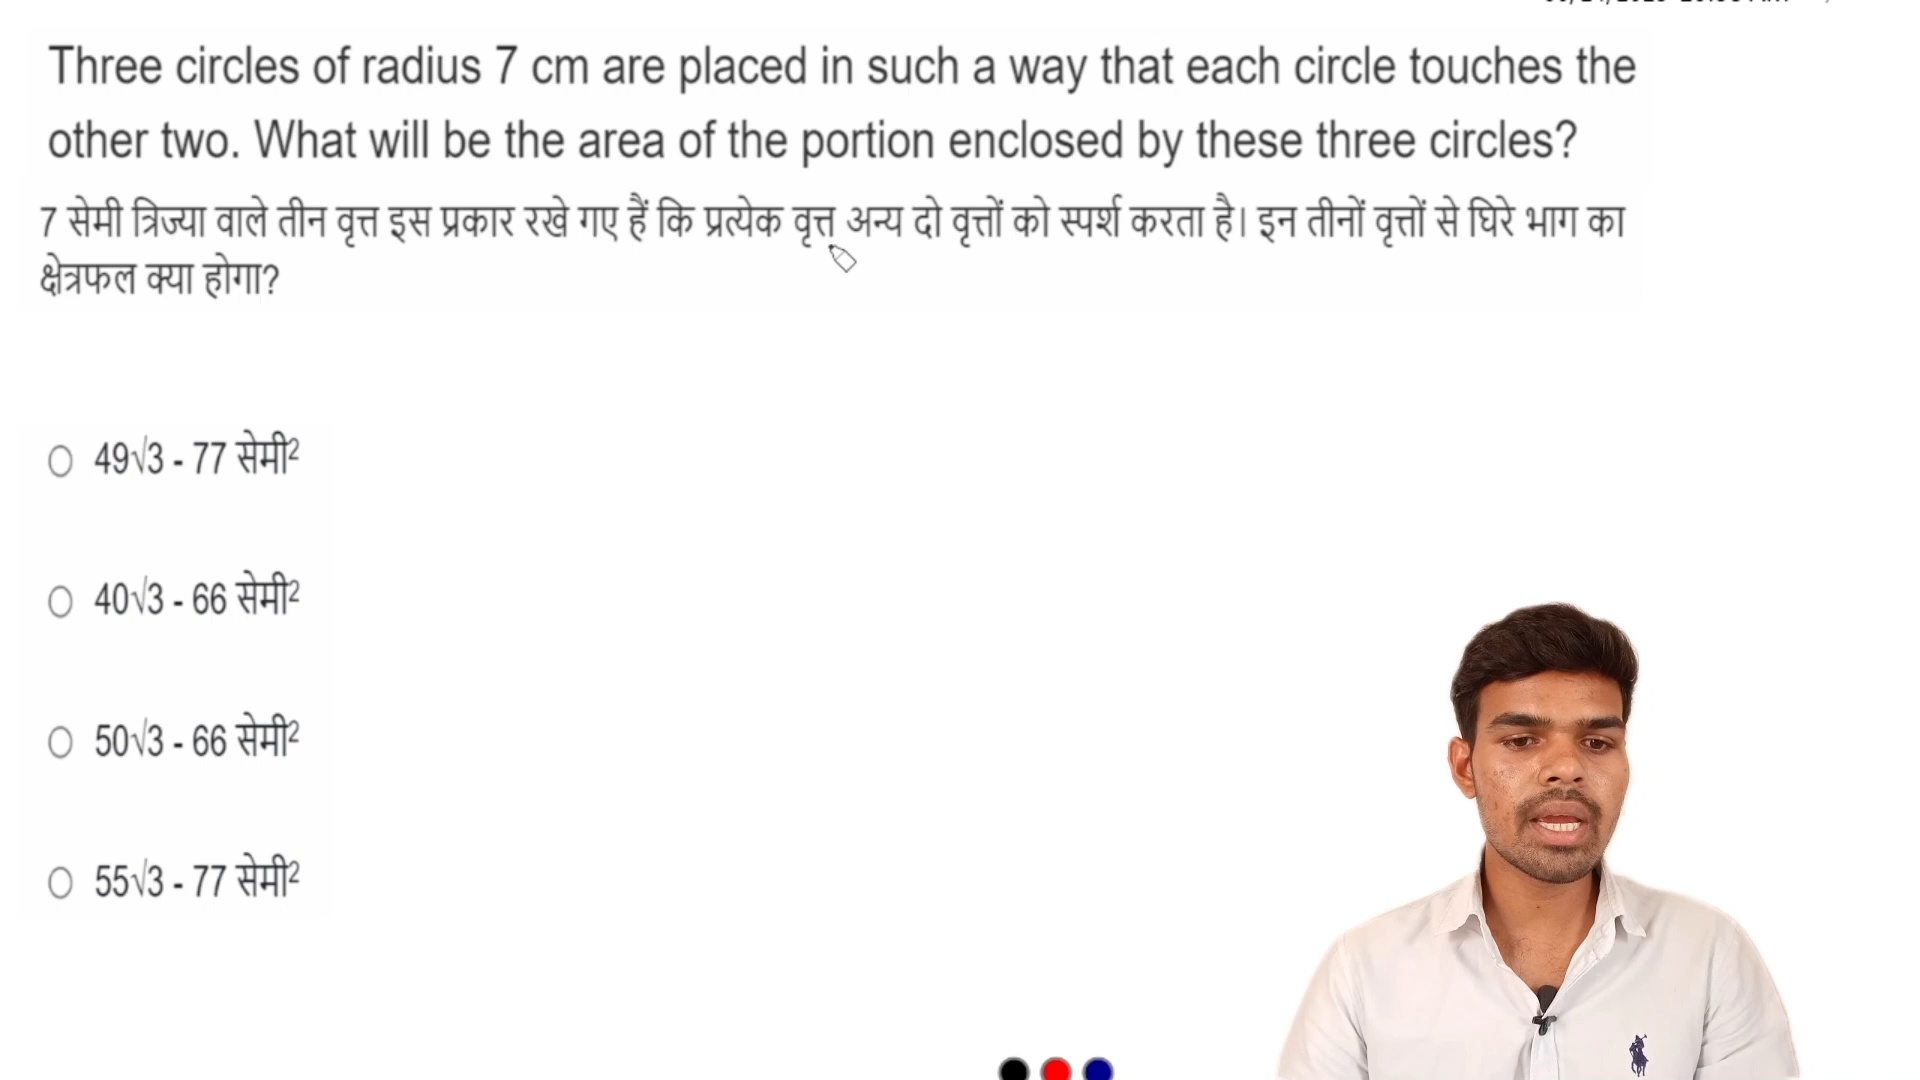 Three circles of radius 7 cm are placed in such a way that each circle touches the
other two. What will be the area of the portion enclosed by these three circles?
7 सेमी त्रिज्या वाले तीन वृत्त इस प्रकार रखे गए हैं कि प्रत्येक वृत्त अन्य दो वृत्तों को स्पर्श करता है। इन तीनों वृत्तों से घिरे भाग का
क्षेत्रफल क्या होगा?
49√3 - 77 सेमी²
40√3 - 66 सेमी²
50√3 - 66 सेमी²
55√3 - 77 सेमी²